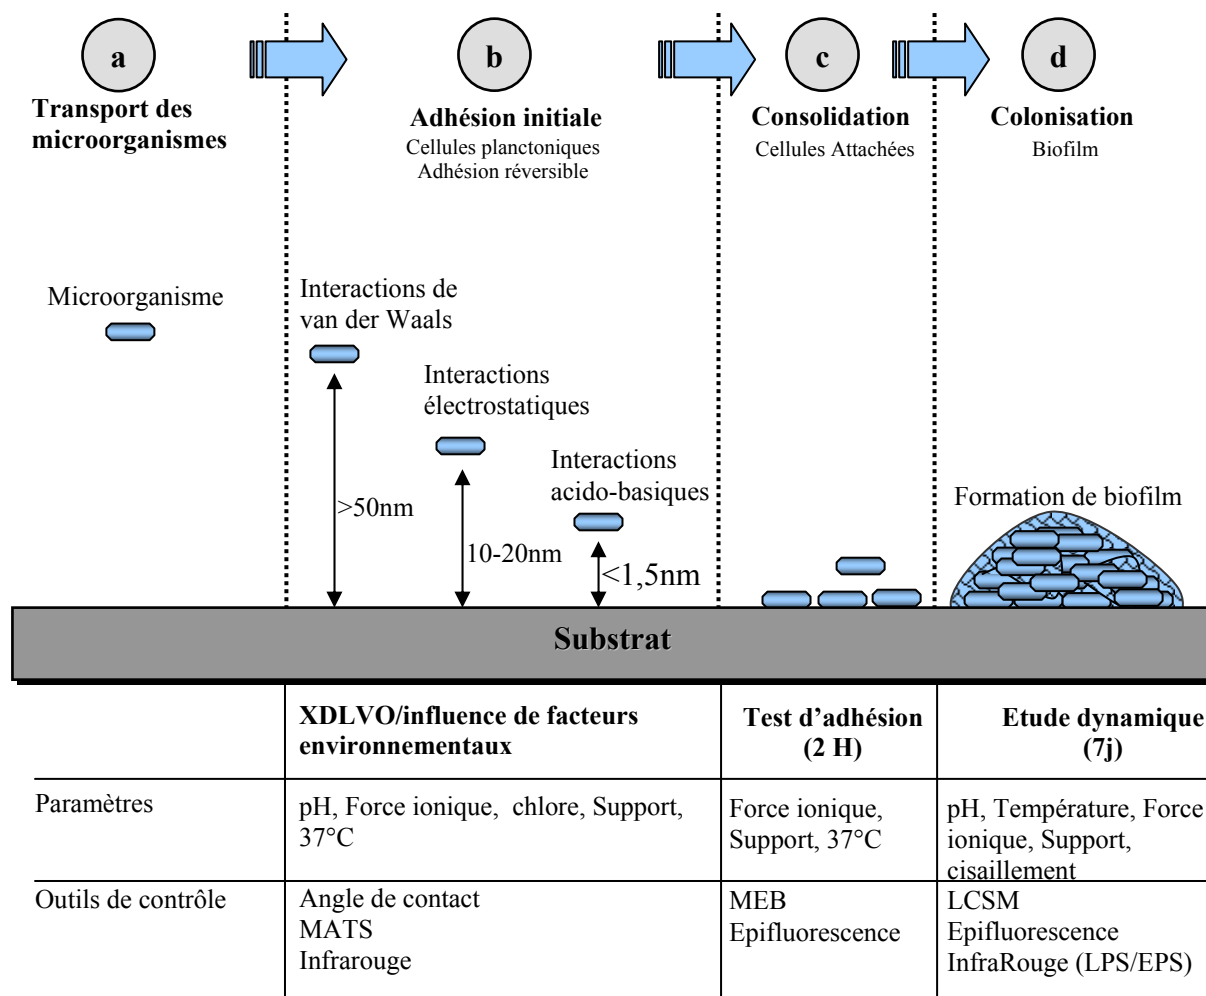 a
Transport des
microorganismes
b
Adhésion initiale
Cellules planctoniques
Adhésion réversible
c
Consolidation
Cellules Attachées
d
Colonisation
Biofilm
Microorganisme
Interactions de
van der Waals
>50nm
Interactions
électrostatiques
10-20nm
Interactions
acido-basiques
<1,5nm
Formation de biofilm
Substrat
XDLVO/influence de facteurs
environnementaux
Test d’adhésion
(2 H)
Etude dynamique
(7j)
Paramètres
pH, Force ionique, chlore, Support,
37°C
Force ionique,
Support, 37°C
pH, Température, Force
ionique, Support,
cisaillement
Outils de contrôle
Angle de contact
MATS
Infrarouge
MEB
Epifluorescence
LCSM
Epifluorescence
InfraRouge (LPS/EPS)